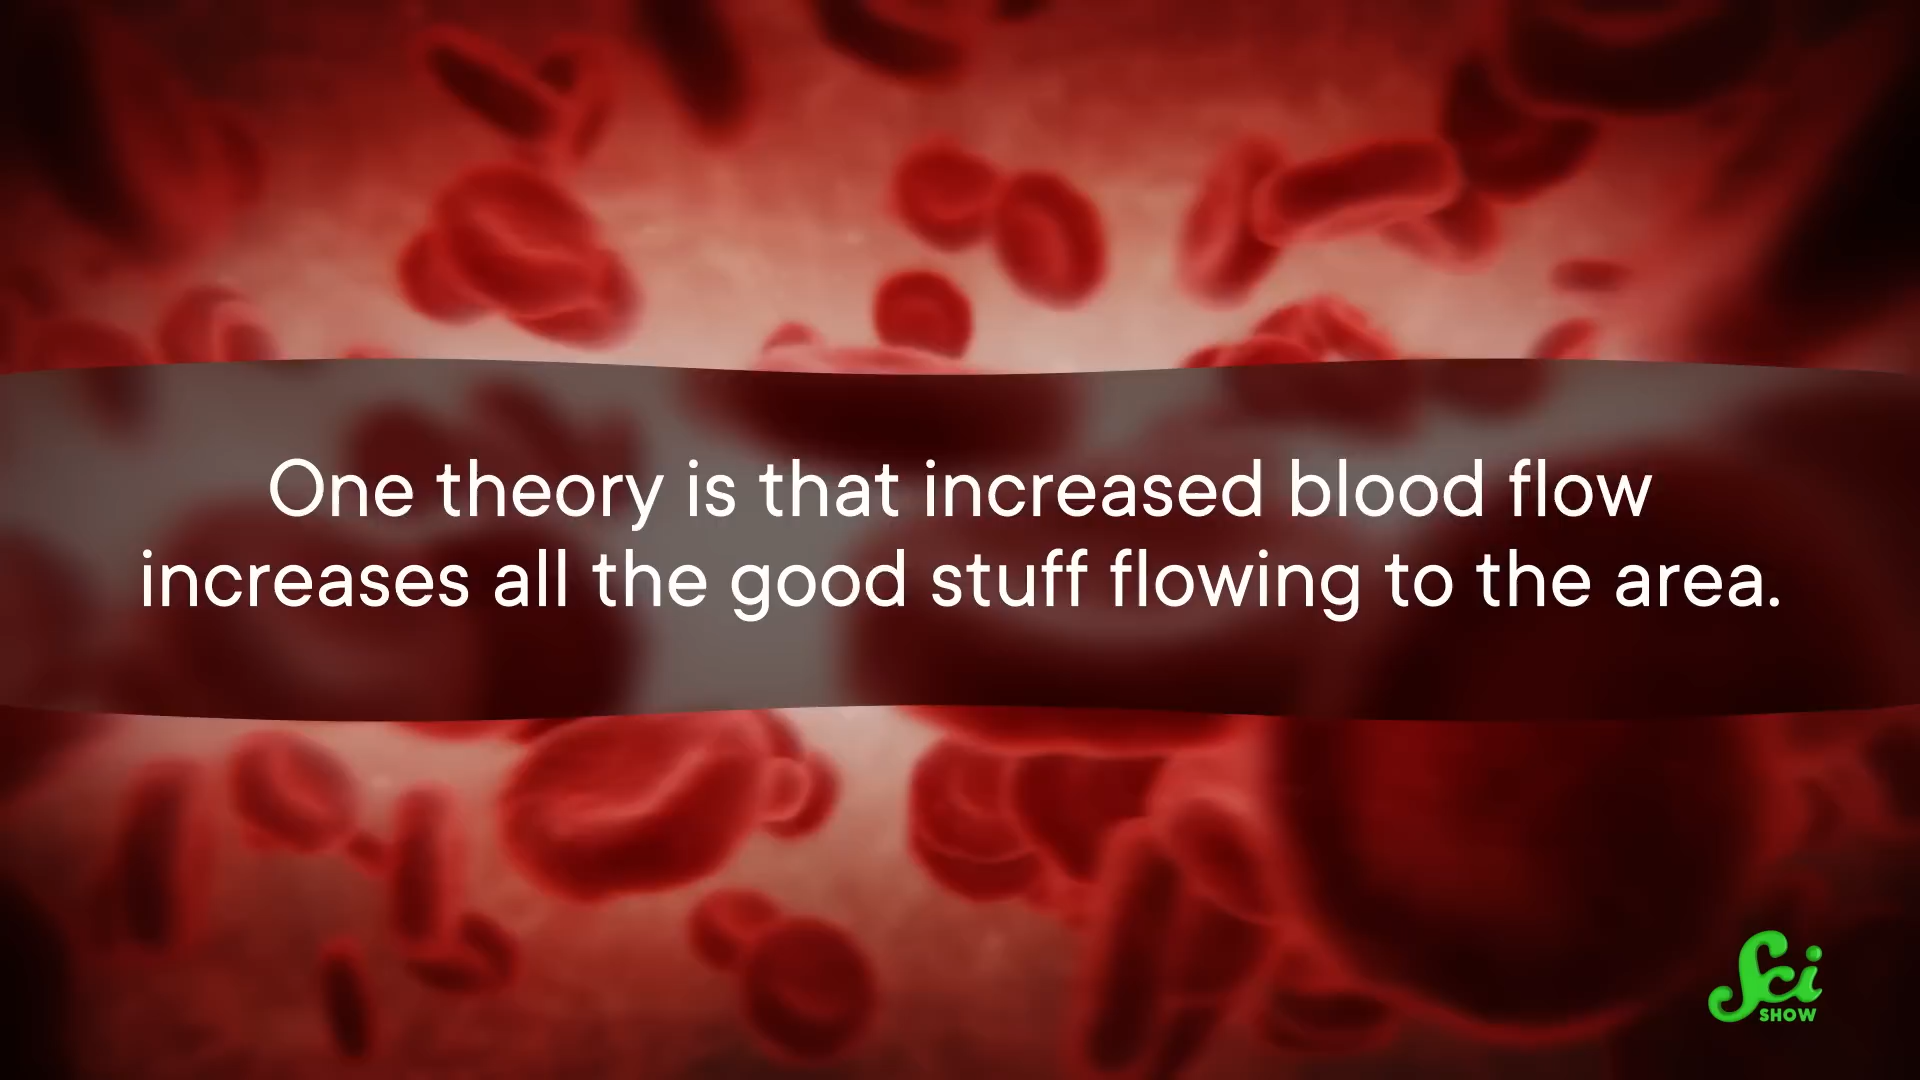 One theory is that increased blood flow
increases all the good stuff flowing to the area.
Sci
SHOW